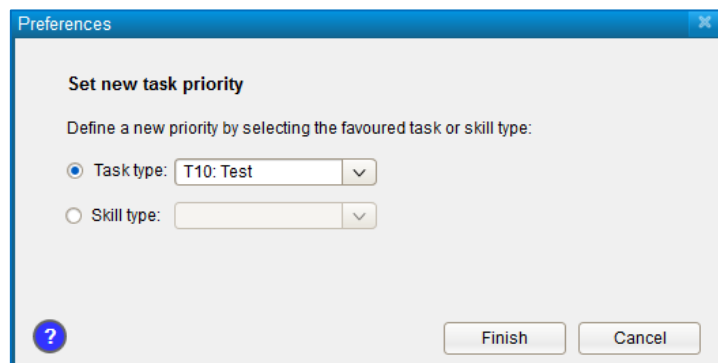 Preferences
Set new task priority
Define a new priority by selecting the favoured task or skill type:
Task type: T10: Test
Skill type:
?
Finish Cancel